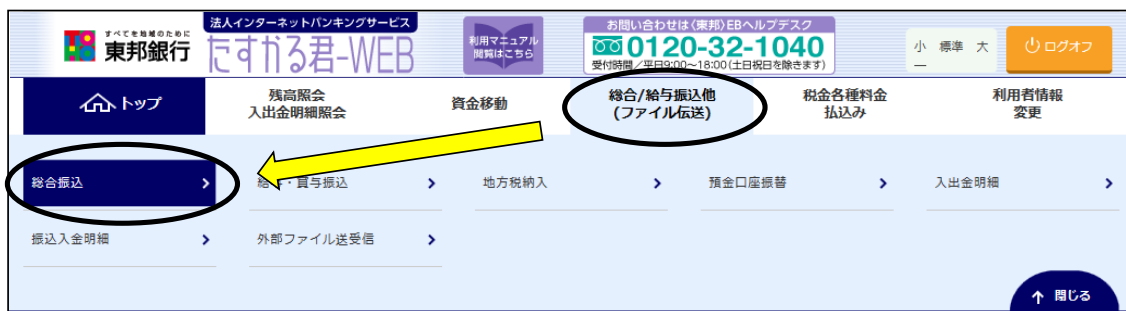 すべてを地域のために
東邦銀行
法人インターネットバンキングサービス
たすかる君-WEB
利用マニュアル
閲覧はこちら
お問い合わせは〈東邦〉EBヘルプデスク
0120-32-1040
受付時間／平日9:00~18:00(土日祝日を除きます)
小 標準 大
ログオフ
トップ
残高照会
入出金明細照会
資金移動
総合/給与振込他
(ファイル伝送)
税金各種料金
払込み
利用者情報
変更
総合振込
・賞与振込
地方税納入
預金口座振替
入出金明細
振込入金明細
外部ファイル送受信
閉じる